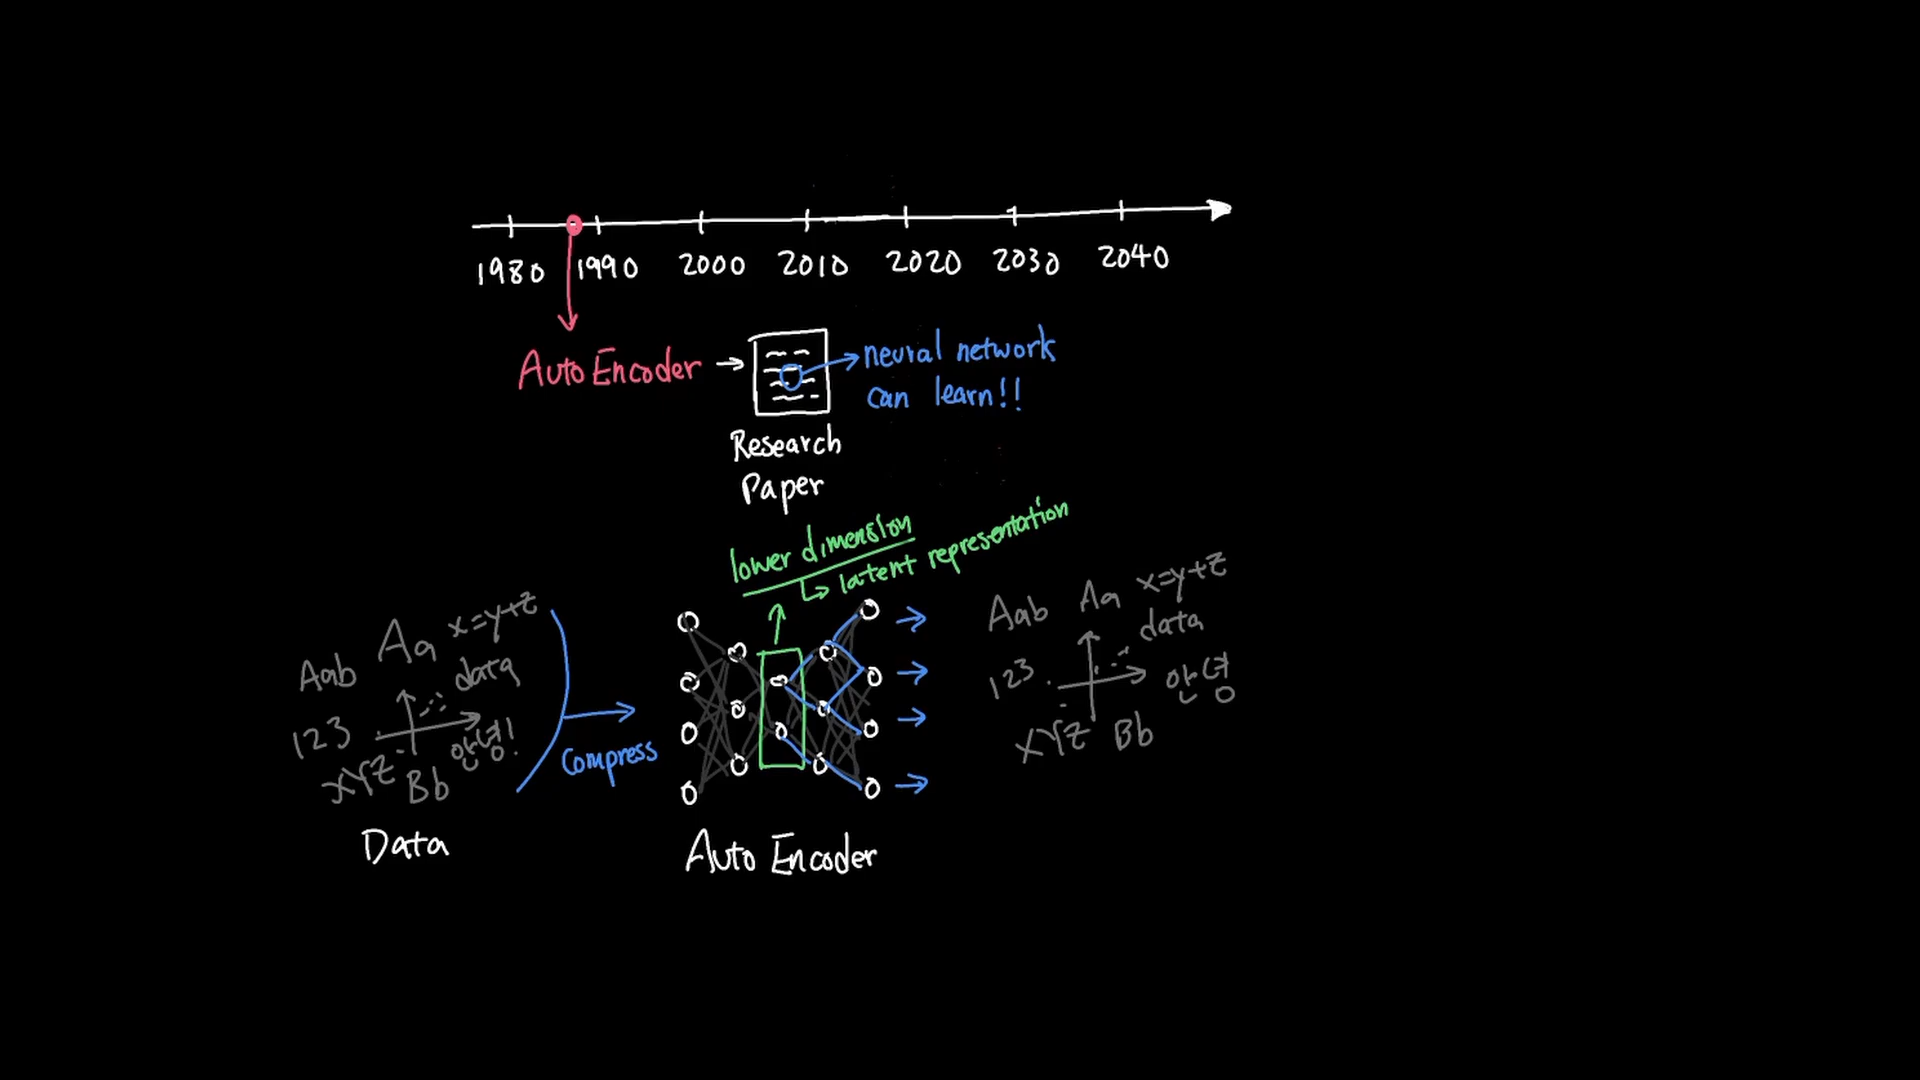 1980 1990 2000 2010 2020 2030 2040
Auto Encoder
neural network
can learn!!
Research
Paper
lower dimension
latent representation
Aab Aa x=y+z
data
123
안녕!
XYZ Bb
Data
Compress
Auto Encoder
Aab Aa x=y+z
data
123.
안녕
XYZ Bb